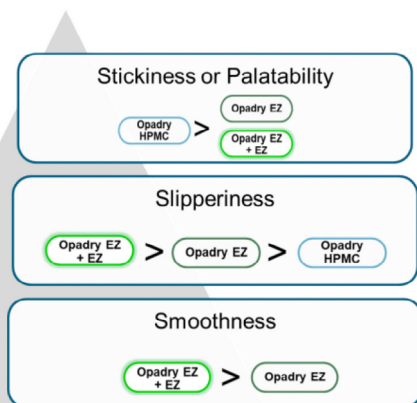 Stickiness or Palatability
Opadry EZ
Opadry
HPMC
>
Opadry EZ
+ EZ
Slipperiness
Opadry EZ
+ EZ
>
Opadry EZ
>
Opadry
HPMC
Smoothness
Opadry EZ
+ EZ
>
Opadry EZ